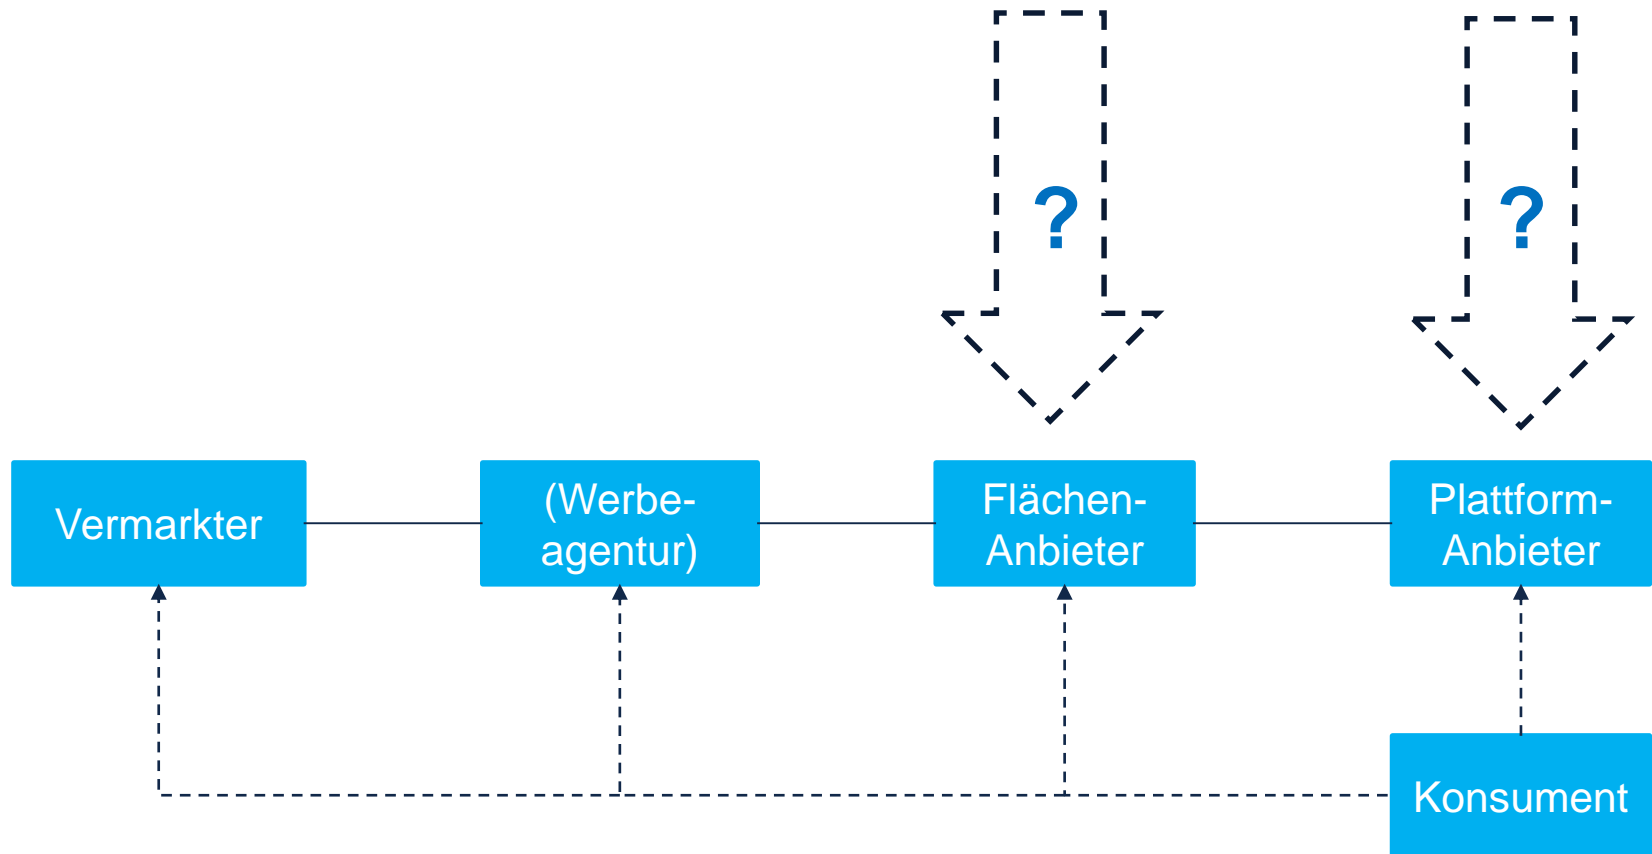 ?
?
Vermarkter
(Werbe-
agentur)
Flächen-
Anbieter
Plattform-
Anbieter
Konsument